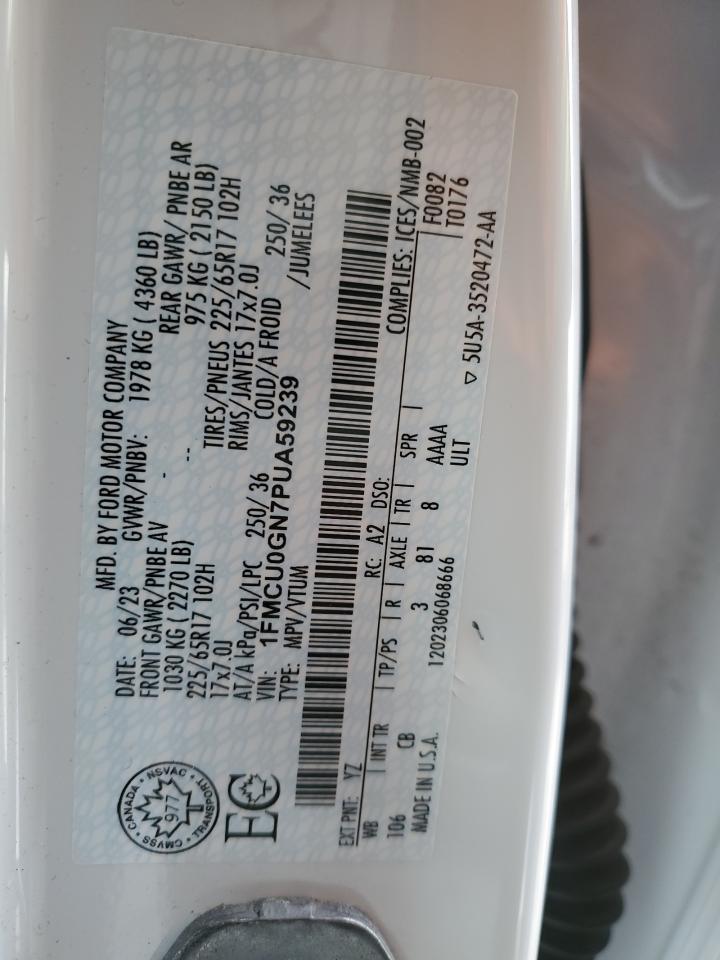 MFD. BY FORD MOTOR COMPANY
DATE: 06/23 GVWR/PNBV: 1978 KG ( 4360 LB)
FRONT GAWR/PNBE AV REAR GAWR/ PNBE AR
1030 KG ( 2270 LB) - -- 975 KG ( 2150 LB)
225/65R17 102H TIRES/PNEUS 225/65R17 102H
17x7.0J RIMS/JANTES 17x7.0J
AT/A kPa/PSI/LPC 250/ 36 COLD/A FROID 250/ 36
VIN: 1FMCU0GN7PUA59239 /JUMELEES
TYPE: MPV/VTUM
CANADA • NSVAC • TRANSPORT • CMVSS
977
EC
EXT PNT: YZ RC: A2 DSO: COMPLIES: ICES/NMB-002
WB | INT TR | TP/PS | R | AXLE | TR | SPR | F0082
106 CB 3 81 8 AAAA T0176
MADE IN U.S.A. 1202306068666 ULT
▽ 5U5A-3520472-AA